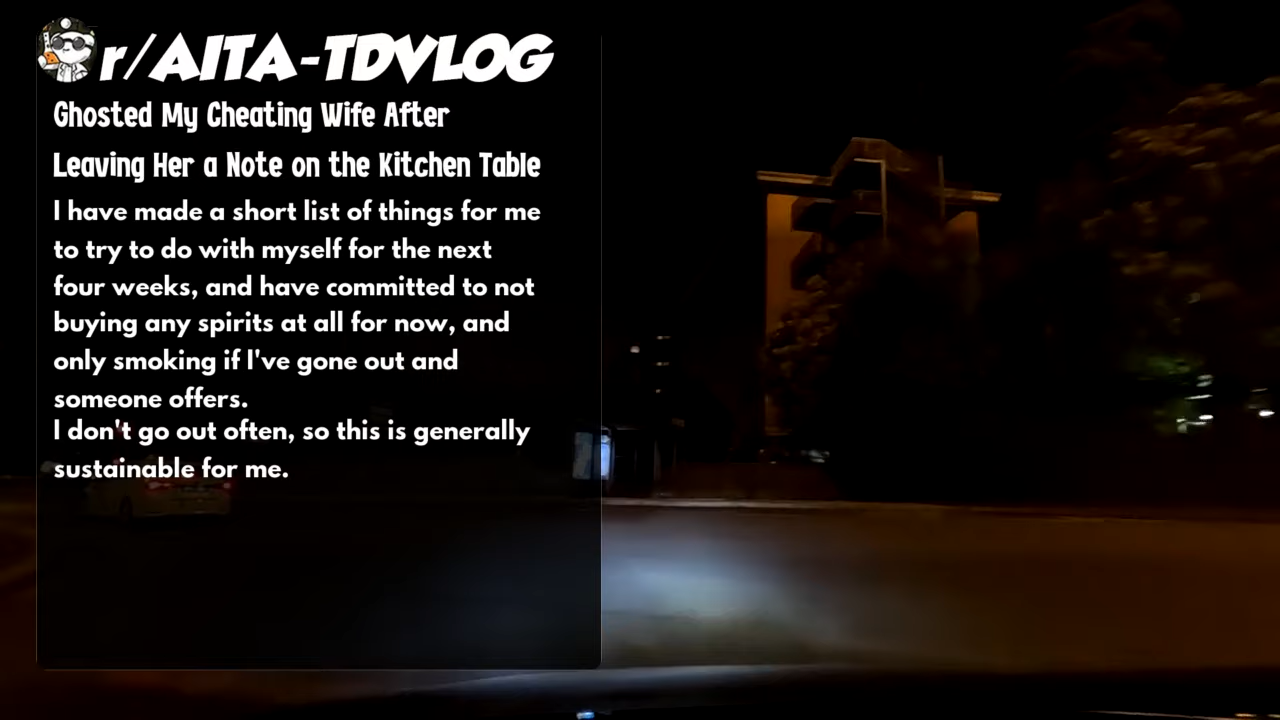 r/AITA-TDVLOG
Ghosted My Cheating Wife After
Leaving Her a Note on the Kitchen Table
I have made a short list of things for me
to try to do with myself for the next
four weeks, and have committed to not
buying any spirits at all for now, and
only smoking if I've gone out and
someone offers.
I don't go out often, so this is generally
sustainable for me.